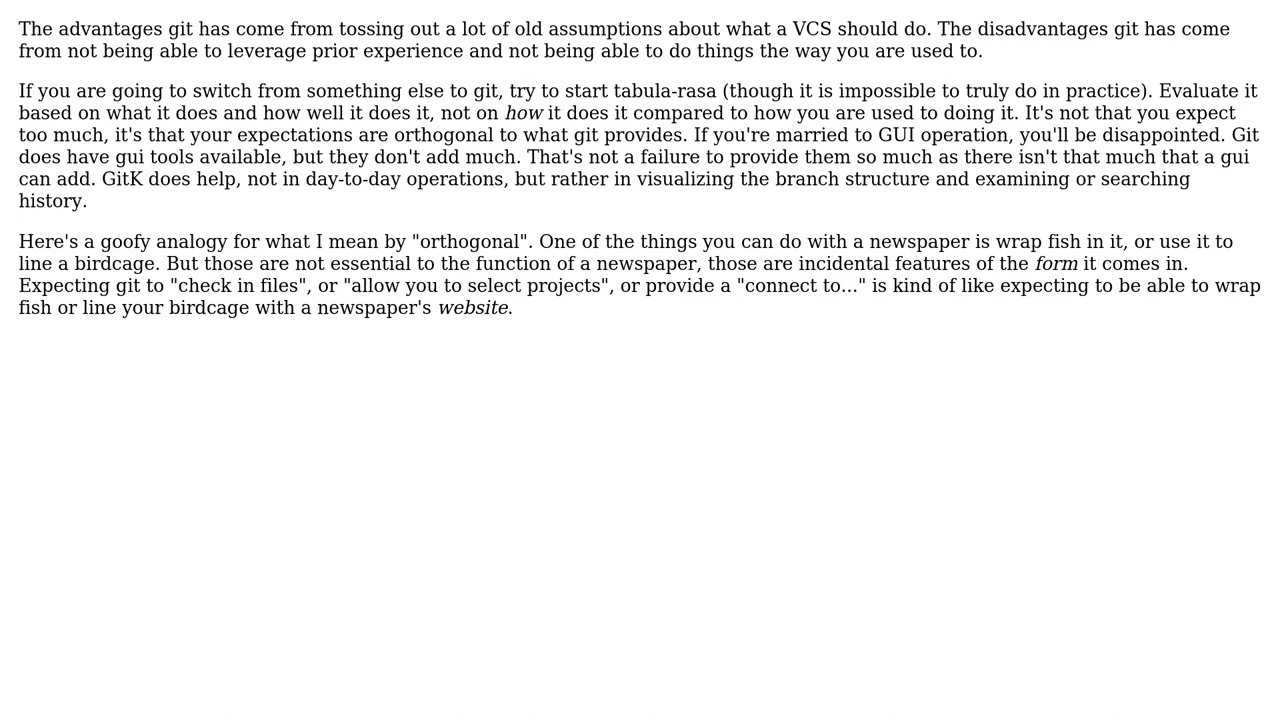 The advantages git has come from tossing out a lot of old assumptions about what a VCS should do. The disadvantages git has come
from not being able to leverage prior experience and not being able to do things the way you are used to.
If you are going to switch from something else to git, try to start tabula-rasa (though it is impossible to truly do in practice). Evaluate it
based on what it does and how well it does it, not on how it does it compared to how you are used to doing it. It's not that you expect
too much, it's that your expectations are orthogonal to what git provides. If you're married to GUI operation, you'll be disappointed. Git
does have gui tools available, but they don't add much. That's not a failure to provide them so much as there isn't that much that a gui
can add. GitK does help, not in day-to-day operations, but rather in visualizing the branch structure and examining or searching
history.
Here's a goofy analogy for what I mean by "orthogonal". One of the things you can do with a newspaper is wrap fish in it, or use it to
line a birdcage. But those are not essential to the function of a newspaper, those are incidental features of the form it comes in.
Expecting git to "check in files", or "allow you to select projects", or provide a "connect to..." is kind of like expecting to be able to wrap
fish or line your birdcage with a newspaper's website.